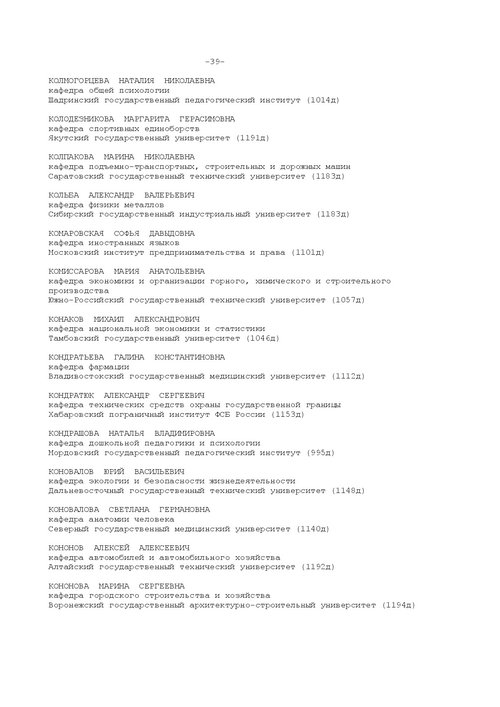 -39-
КОЛМОГОРЦЕВА НАТАЛИЯ НИКОЛАЕВНА
кафедра общей психологии
Шадринский государственный педагогический институт (1014д)
КОЛОДЕЗНИКОВА МАРГАРИТА ГЕРАСИМОВНА
кафедра спортивных единоборств
Якутский государственный университет (1191д)
КОЛПАКОВА МАРИНА НИКОЛАЕВНА
кафедра подъемно-транспортных, строительных и дорожных машин
Саратовский государственный технический университет (1183д)
КОЛЬБА АЛЕКСАНДР ВАЛЕРЬЕВИЧ
кафедра физики металлов
Сибирский государственный индустриальный университет (1183д)
КОМАРОВСКАЯ СОФЬЯ ДАВЫДОВНА
кафедра иностранных языков
Московский институт предпринимательства и права (1101д)
КОМИССАРОВА МАРИЯ АНАТОЛЬЕВНА
кафедра экономики и организации горного, химического и строительного
производства
Южно-Российский государственный технический университет (1057д)
КОНАКОВ МИХАИЛ АЛЕКСАНДРОВИЧ
кафедра национальной экономики и статистики
Тамбовский государственный университет (1046д)
КОНДРАТЬЕВА ГАЛИНА КОНСТАНТИНОВНА
кафедра фармации
Владивостокский государственный медицинский университет (1112д)
КОНДРАТЮК АЛЕКСАНДР СЕРГЕЕВИЧ
кафедра технических средств охраны государственной границы
Хабаровский пограничный институт ФСБ России (1153д)
КОНДРАШОВА НАТАЛЬЯ ВЛАДИМИРОВНА
кафедра дошкольной педагогики и психологии
Мордовский государственный педагогический институт (995д)
КОНОВАЛОВ ЮРИЙ ВАСИЛЬЕВИЧ
кафедра экологии и безопасности жизнедеятельности
Дальневосточный государственный технический университет (1148д)
КОНОВАЛОВА СВЕТЛАНА ГЕРМАНОВНА
кафедра анатомии человека
Северный государственный медицинский университет (1140д)
КОНОНОВ АЛЕКСЕЙ АЛЕКСЕЕВИЧ
кафедра автомобилей и автомобильного хозяйства
Алтайский государственный технический университет (1192д)
КОНОНОВА МАРИНА СЕРГЕЕВНА
кафедра городского строительства и хозяйства
Воронежский государственный архитектурно-строительный университет (1194д)